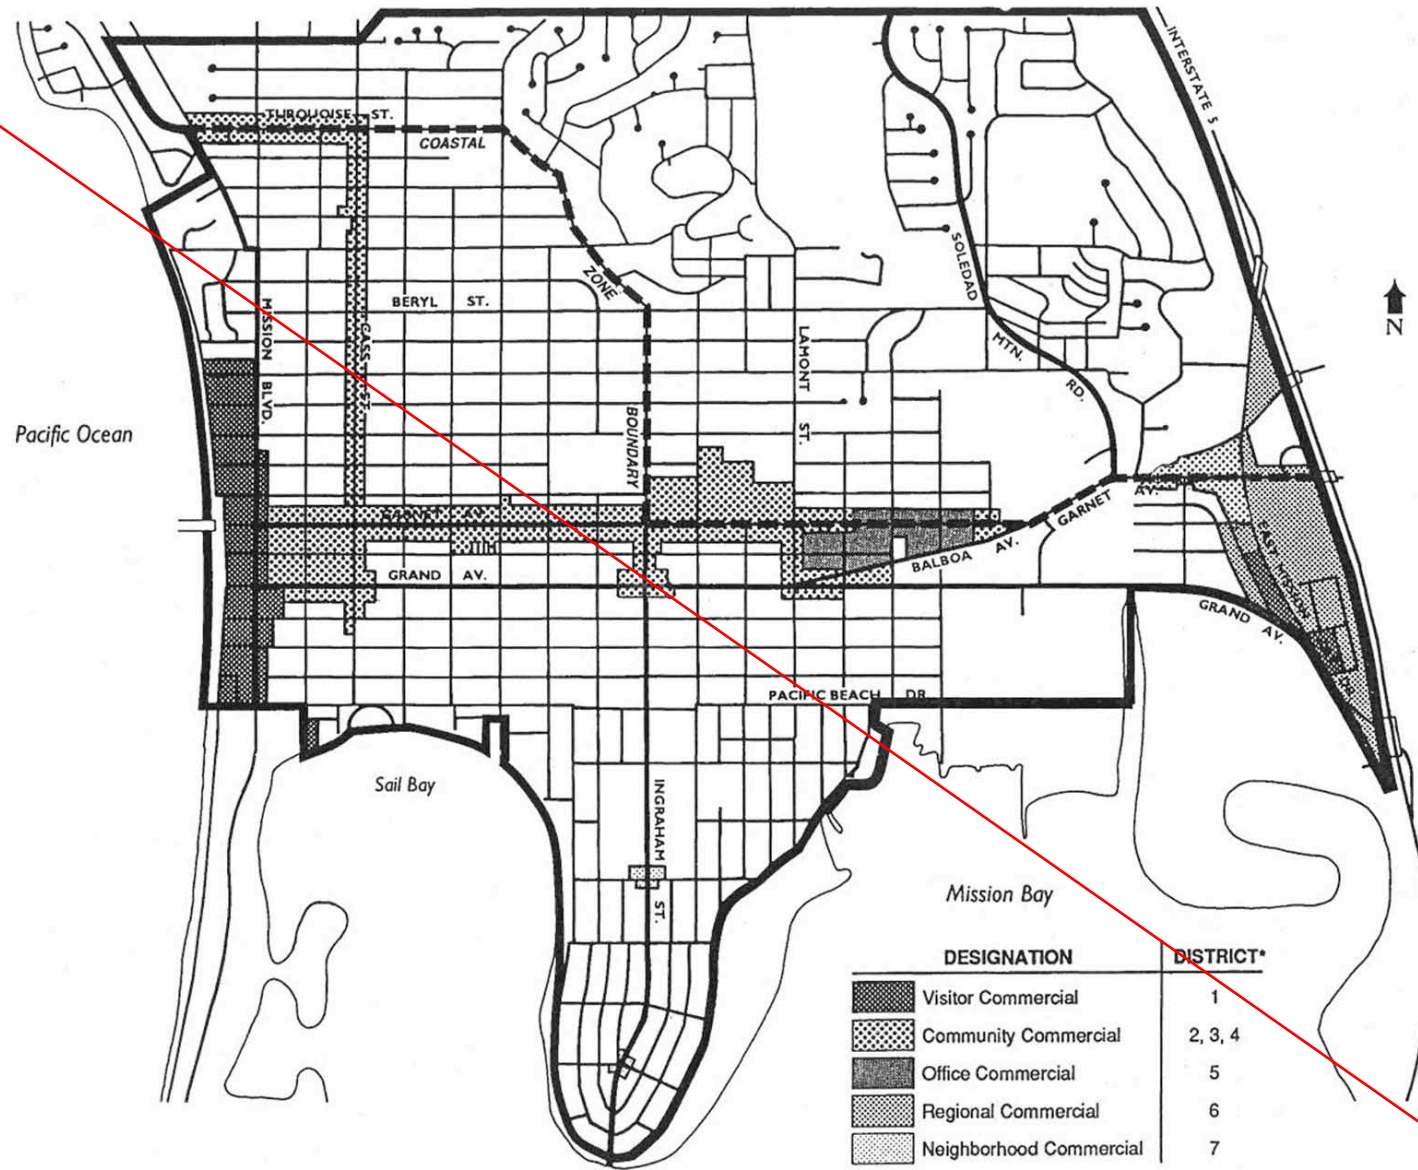 TURQUOISE ST.
COASTAL
INTERSTATE 5
SOLEDAD
MTN.
RD.
ZONE
BERYL ST.
MISSION
BLVD.
CASS ST.
LAMONT
ST.
N
Pacific Ocean
BOUNDARY
GARNET AV.
GARNET AV.
GRAND AV.
BALBOA AV.
EAST MISSION
BAY DR.
GRAND AV.
PACIFIC BEACH DR.
Sail Bay
INGRAHAM
ST.
Mission Bay
DESIGNATION DISTRICT*
Visitor Commercial 1
Community Commercial 2, 3, 4
Office Commercial 5
Regional Commercial 6
Neighborhood Commercial 7